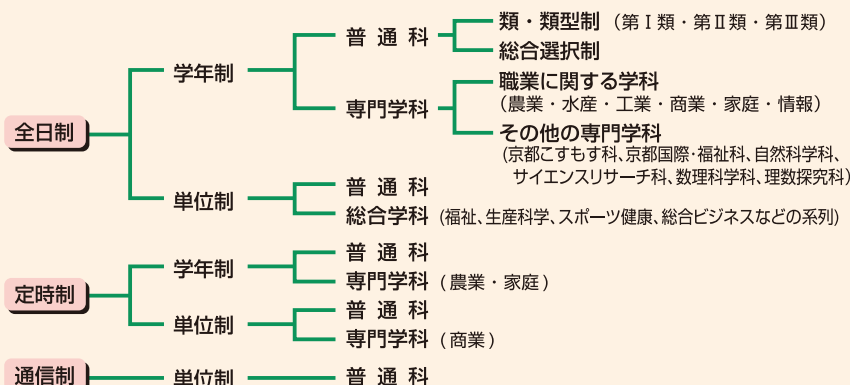 全日制
学年制
普通科
類・類型制 (第Ⅰ類・第Ⅱ類・第Ⅲ類)
総合選択制
専門学科
職業に関する学科
(農業・水産・工業・商業・家庭・情報)
その他の専門学科
(京都こすもす科、京都国際・福祉科、自然科学科、
サイエンスリサーチ科、数理科学科、理数探究科)
単位制
普通科
総合学科 (福祉、生産科学、スポーツ健康、総合ビジネスなどの系列)
定時制
学年制
普通科
専門学科 (農業・家庭)
単位制
普通科
専門学科 (商業)
通信制
単位制
普通科